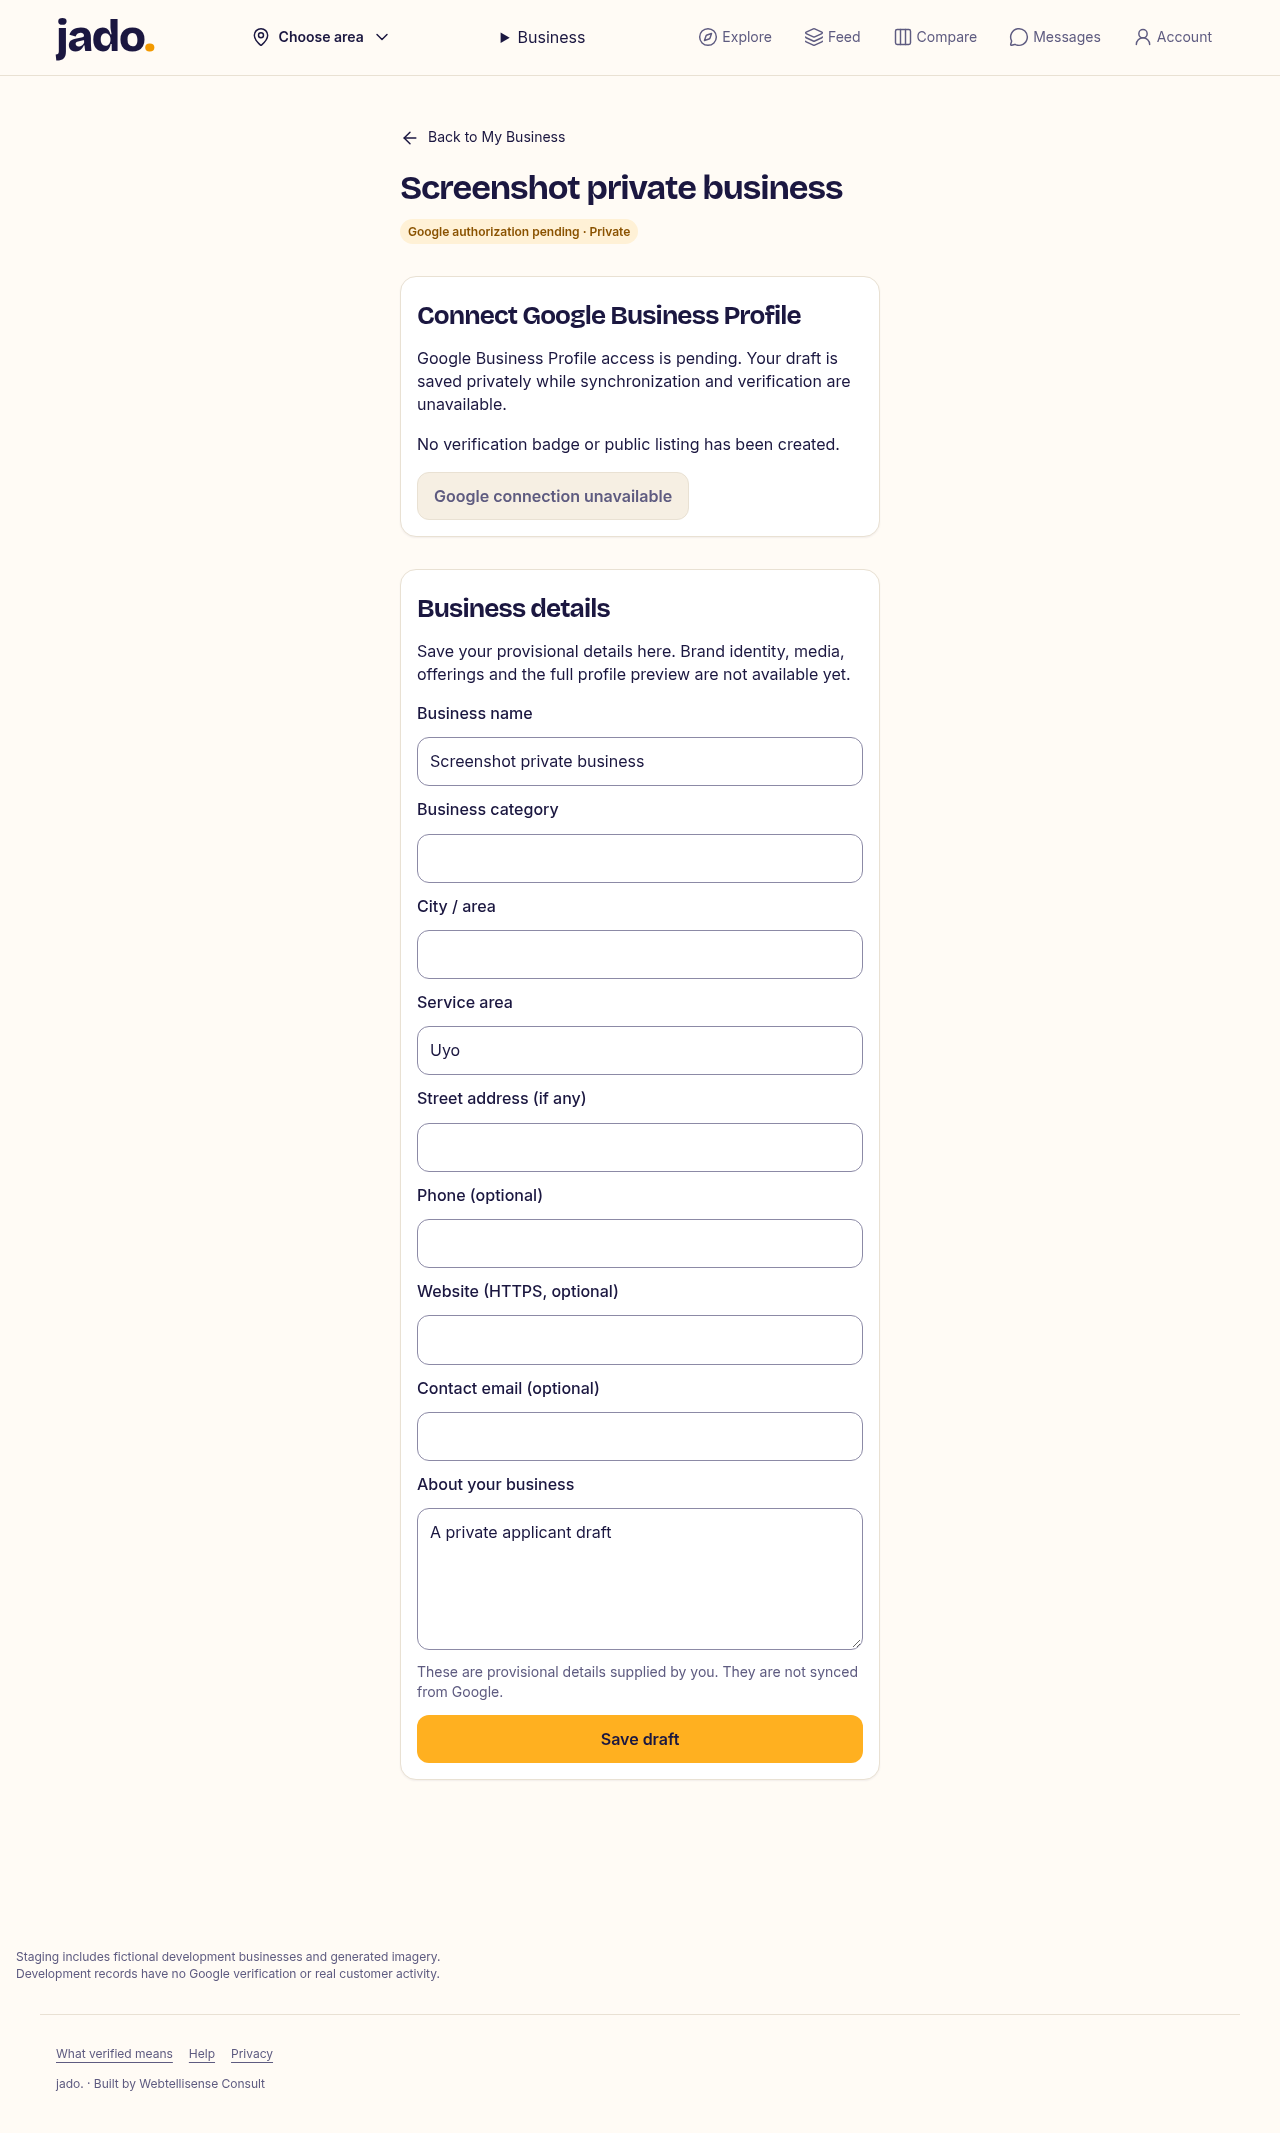 jado.
Choose area
Business
Explore
Feed
Compare
Messages
Account
Back to My Business
Screenshot private business
Google authorization pending · Private
Connect Google Business Profile
Google Business Profile access is pending. Your draft is
saved privately while synchronization and verification are
unavailable.
No verification badge or public listing has been created.
Google connection unavailable
Business details
Save your provisional details here. Brand identity, media,
offerings and the full profile preview are not available yet.
Business name
Screenshot private business
Business category
City / area
Service area
Uyo
Street address (if any)
Phone (optional)
Website (HTTPS, optional)
Contact email (optional)
About your business
A private applicant draft
These are provisional details supplied by you. They are not synced
from Google.
Save draft
Staging includes fictional development businesses and generated imagery.
Development records have no Google verification or real customer activity.
What verified means
Help
Privacy
jado. · Built by Webtellisense Consult